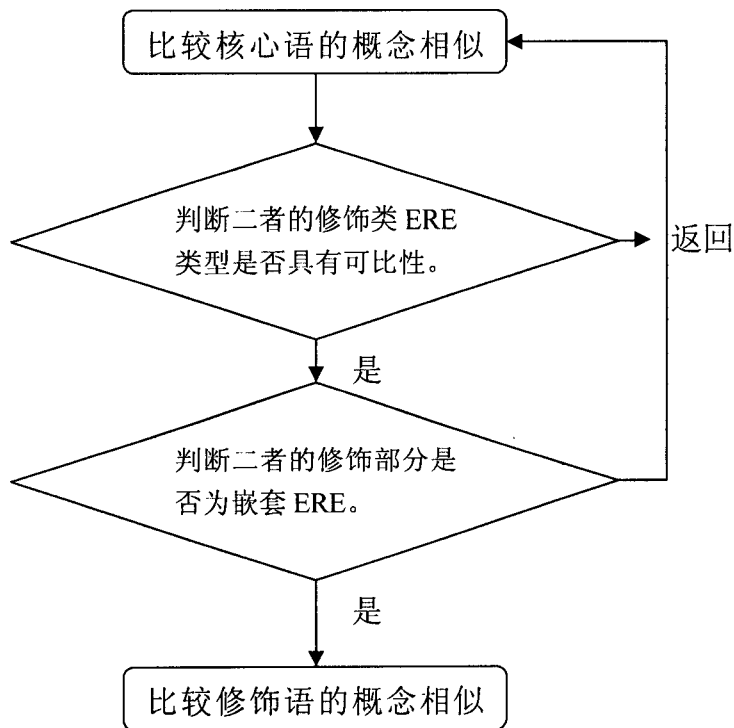 比较核心语的概念相似
判断二者的修饰类 ERE
类型是否具有可比性。
返回
是
判断二者的修饰部分是
否为嵌套 ERE。
是
比较修饰语的概念相似